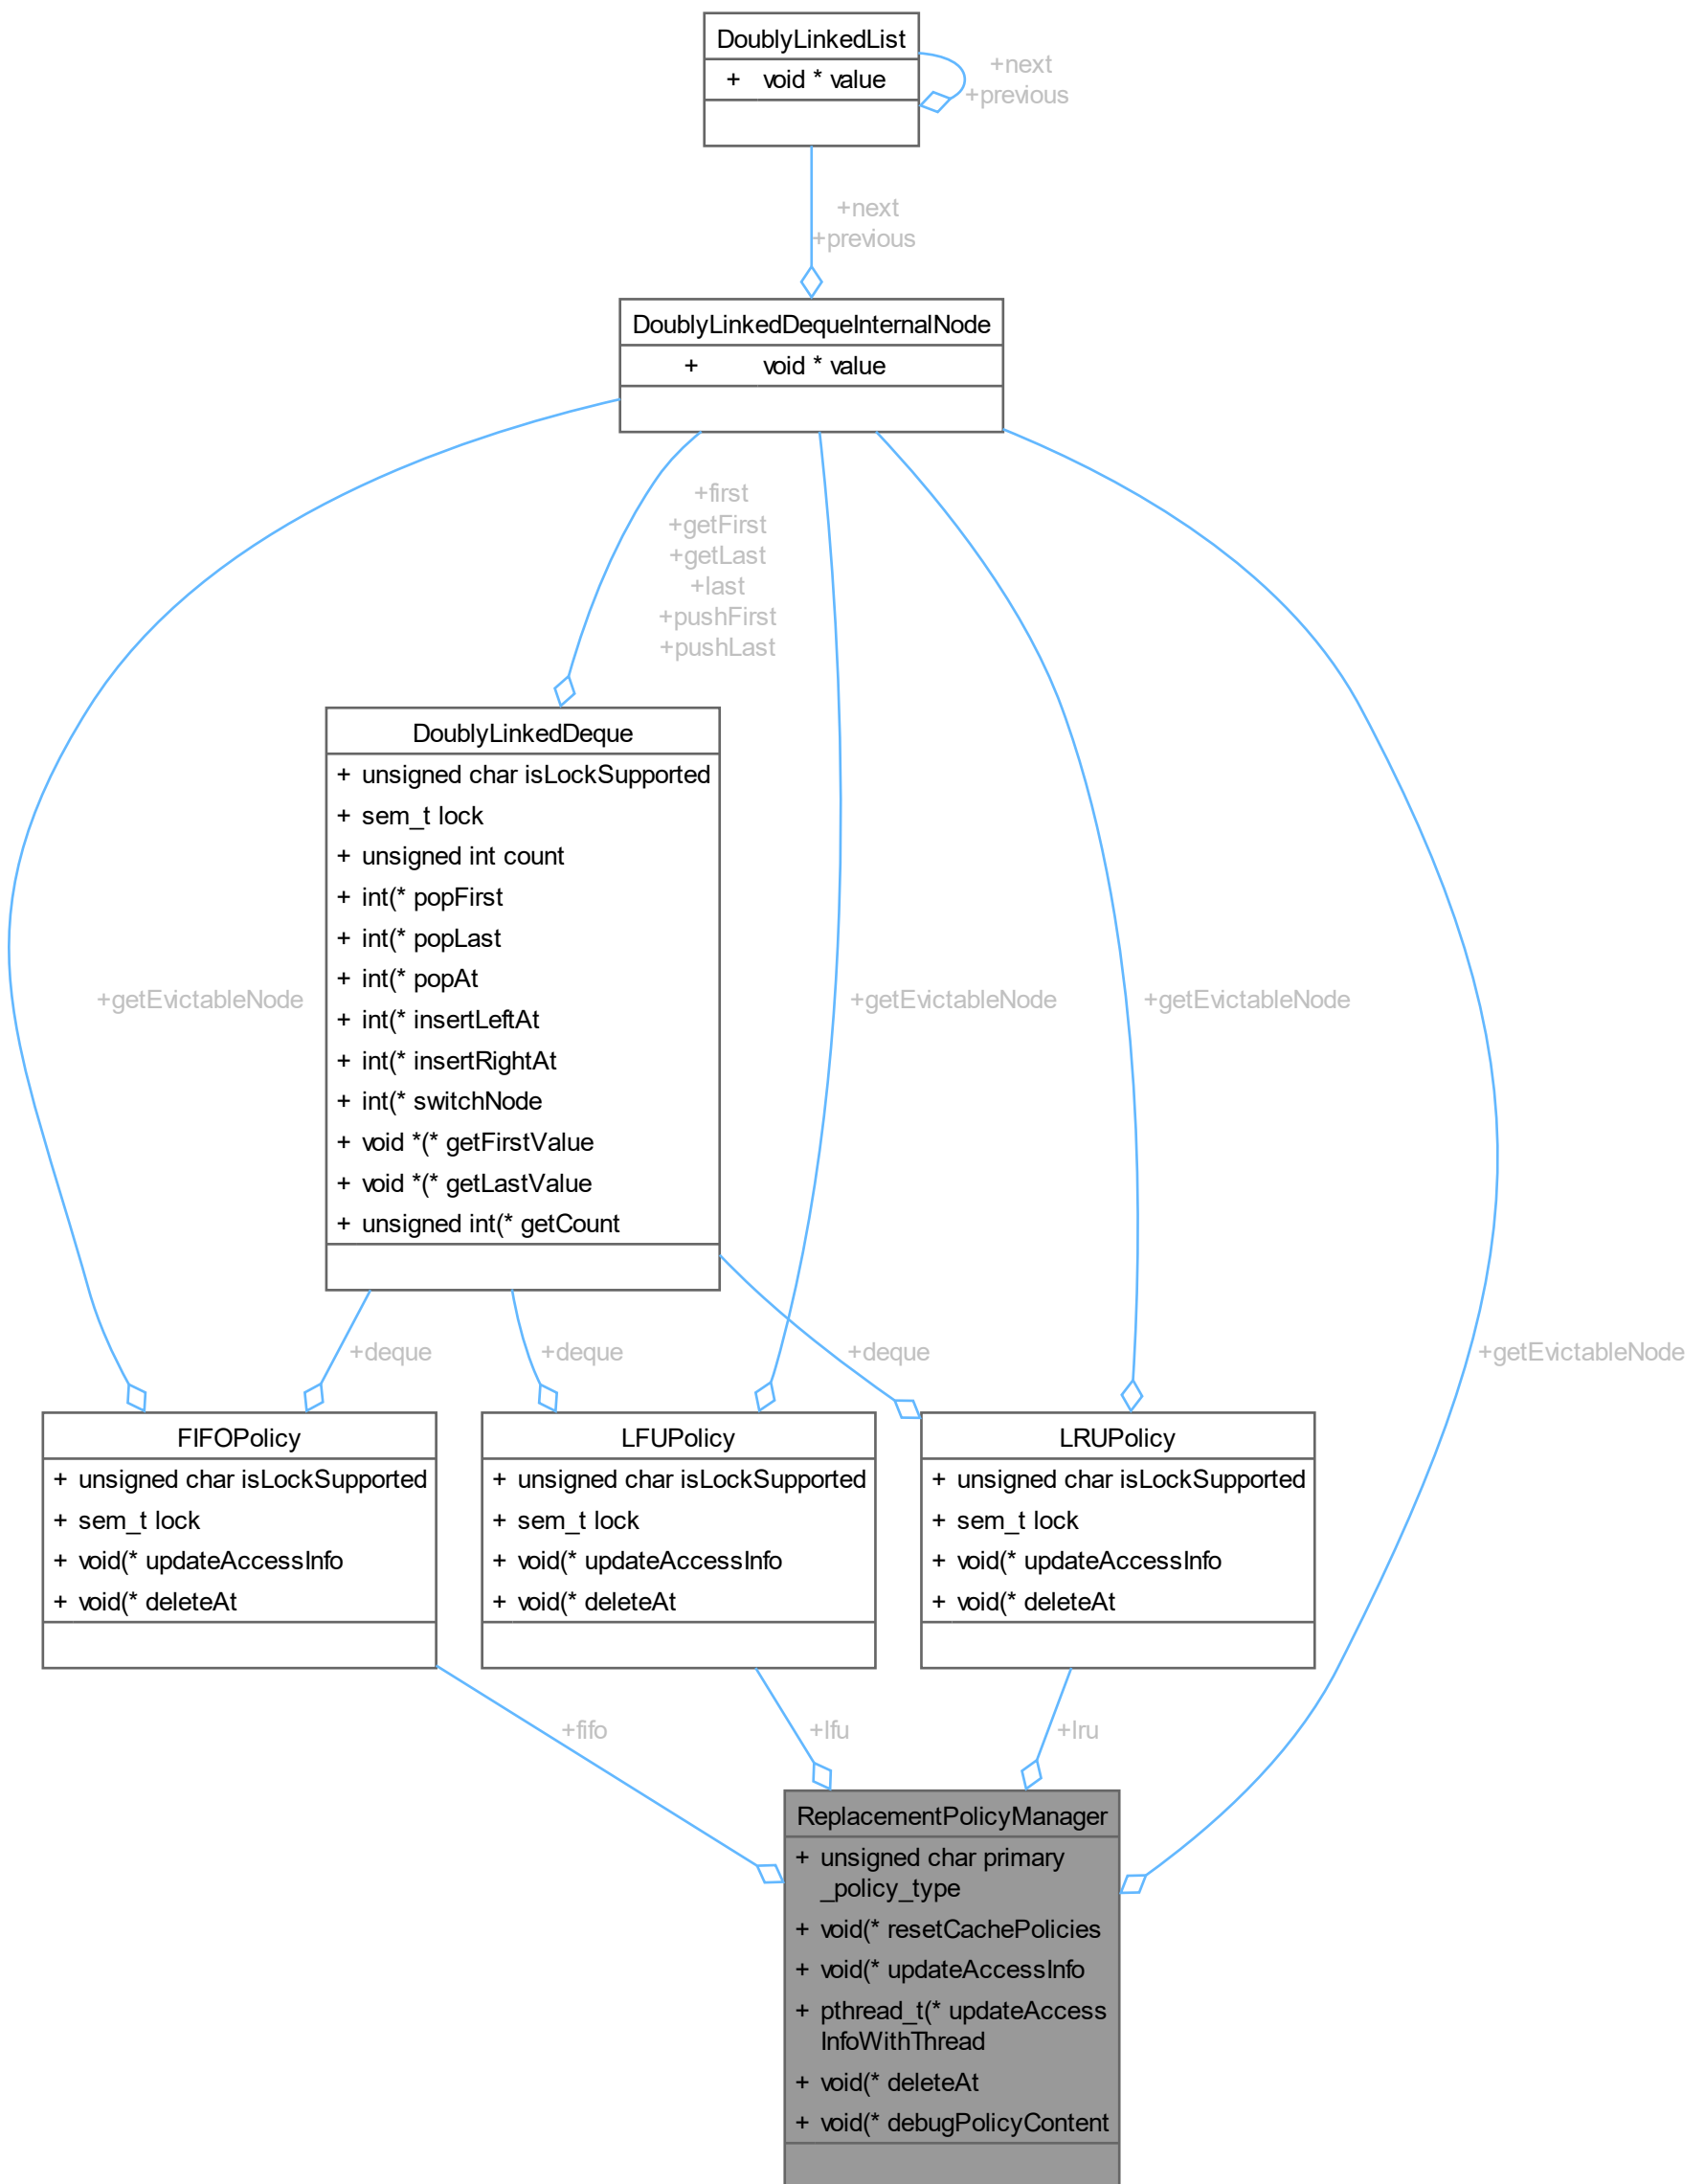 DoublyLinkedList
+ void * value
+next
+previous
+next
+previous
DoublyLinkedDequeInternalNode
+ void * value
+first
+getFirst
+getLast
+last
+pushFirst
+pushLast
DoublyLinkedDeque
+ unsigned char isLockSupported
+ sem_t lock
+ unsigned int count
+ int(* popFirst
+ int(* popLast
+ int(* popAt
+ int(* insertLeftAt
+ int(* insertRightAt
+ int(* switchNode
+ void *(* getFirstValue
+ void *(* getLastValue
+ unsigned int(* getCount
+getEvictableNode
+getEvictableNode
+getEvictableNode
+deque
+deque
+deque
+getEvictableNode
FIFOPolicy
+ unsigned char isLockSupported
+ sem_t lock
+ void(* updateAccessInfo
+ void(* deleteAt
LFUPolicy
+ unsigned char isLockSupported
+ sem_t lock
+ void(* updateAccessInfo
+ void(* deleteAt
LRUPolicy
+ unsigned char isLockSupported
+ sem_t lock
+ void(* updateAccessInfo
+ void(* deleteAt
+fifo
+lfu
+lru
ReplacementPolicyManager
+ unsigned char primary
_policy_type
+ void(* resetCachePolicies
+ void(* updateAccessInfo
+ pthread_t(* updateAccess
InfoWithThread
+ void(* deleteAt
+ void(* debugPolicyContent